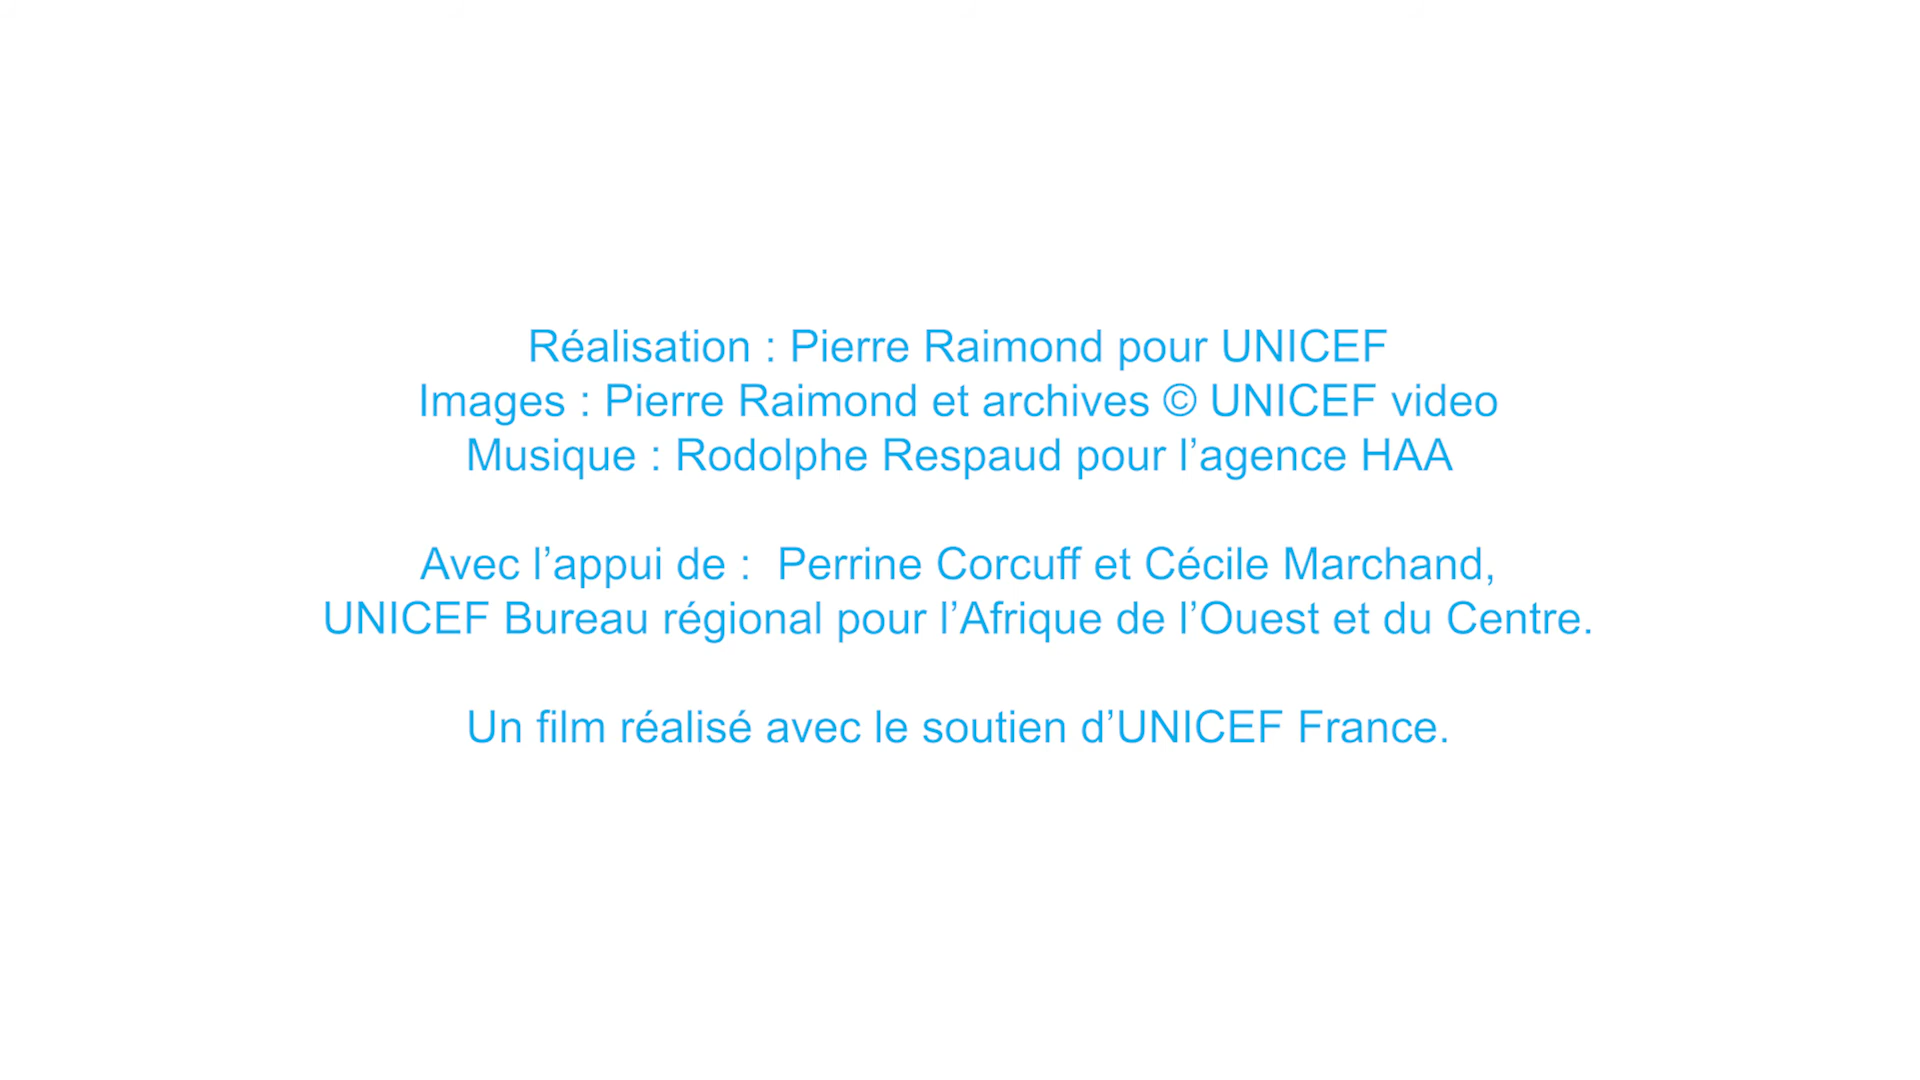 Réalisation : Pierre Raimond pour UNICEF
Images : Pierre Raimond et archives © UNICEF video
Musique : Rodolphe Respaud pour l’agence HAA
Avec l’appui de :  Perrine Corcuff et Cécile Marchand,
UNICEF Bureau régional pour l’Afrique de l’Ouest et du Centre.
Un film réalisé avec le soutien d’UNICEF France.